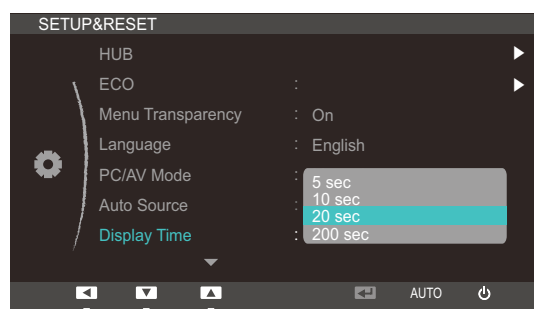 SETUP&RESET
HUB
ECO :
Menu Transparency : On
Language : English
PC/AV Mode :
Auto Source :
Display Time :
5 sec
10 sec
20 sec
200 sec
AUTO